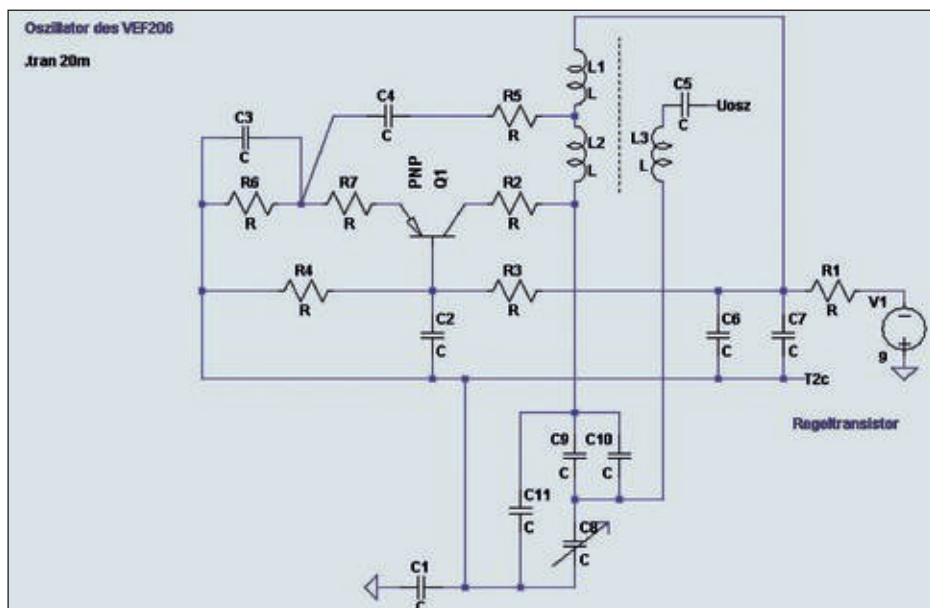 Oszillator des VEF206
.tran 20m
L1
L
C5
C
Uosz
C4
C
R5
R
C3
C
L2
L
L3
L
PNP
Q1
R6
R
R7
R2
R
R4
R
R3
R
R1
R
V1
9
C2
C
C6
C
C7
C
T2c
Regeltransistor
C9
C
C10
C
C11
C
C8
C
C1
C